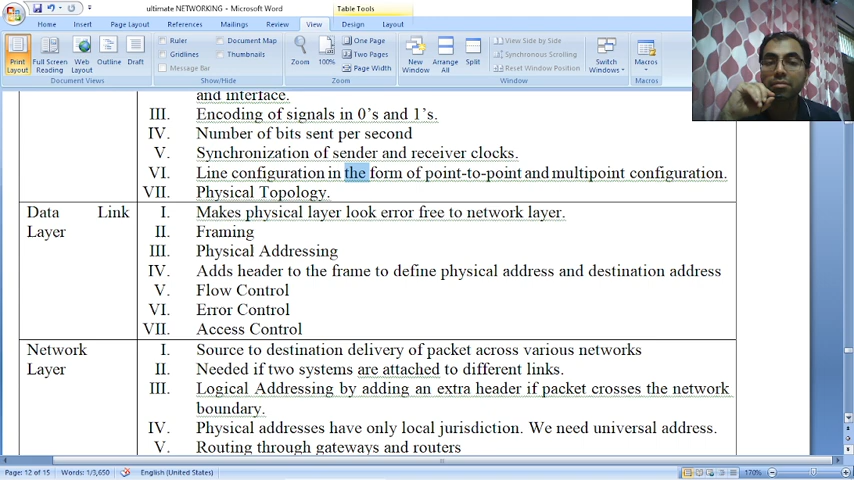 ultimate NETWORKING - Microsoft Word
Table Tools
Home Insert Page Layout References Mailings Review View Design Layout
Print Layout
Full Screen Reading
Web Layout
Outline
Draft
Document Views
Ruler
Gridlines
Message Bar
Document Map
Thumbnails
Show/Hide
Zoom
100%
One Page
Two Pages
Page Width
Zoom
New Window
Arrange All
Split
View Side by Side
Synchronous Scrolling
Reset Window Position
Switch Windows
Window
Macros
Macros
and interface.
III. Encoding of signals in 0's and 1's.
IV. Number of bits sent per second
V. Synchronization of sender and receiver clocks.
VI. Line configuration in the form of point-to-point and multipoint configuration.
VII. Physical Topology.
Data Link Layer
I. Makes physical layer look error free to network layer.
II. Framing
III. Physical Addressing
IV. Adds header to the frame to define physical address and destination address
V. Flow Control
VI. Error Control
VII. Access Control
Network Layer
I. Source to destination delivery of packet across various networks
II. Needed if two systems are attached to different links.
III. Logical Addressing by adding an extra header if packet crosses the network
boundary.
IV. Physical addresses have only local jurisdiction. We need universal address.
V. Routing through gateways and routers
Page: 12 of 15 Words: 1/3,650 English (United States) 170%